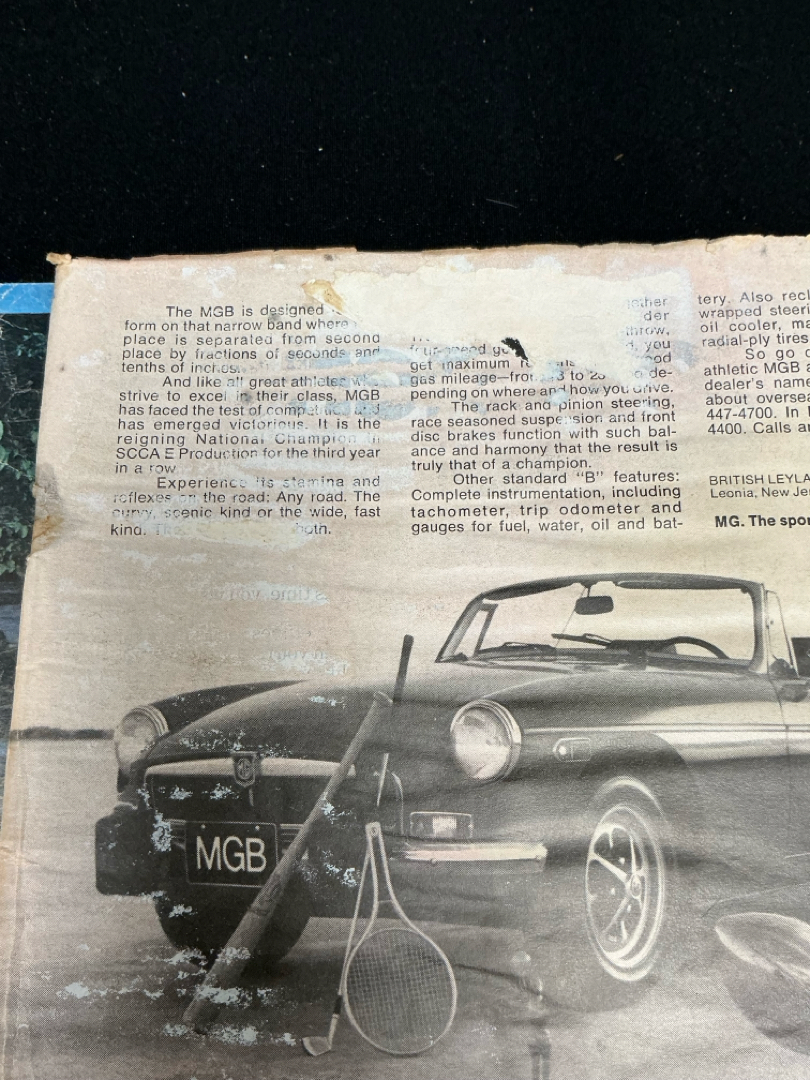 The MGB is designed
form on that narrow band where
place is separated from second
place by fractions of seconds and
tenths of inches.
And like all great athletes
strive to excel in their class, MGB
has faced the test of
has emerged victorious. It is the
reigning National Champion in
SCCA E Production for the third year
in a row
Experience its stamina and
reflexes on the road: Any road. The
curvy, scenic kind or the wide, fast
kind. both.
throw,
you
get maximum
gas mileage—from to de-
pending on where and how you drive.
The rack and pinion steering,
race seasoned suspension and front
disc brakes function with such bal-
ance and harmony that the result is
truly that of a champion.
Other standard "B" features:
Complete instrumentation, including
tachometer, trip odometer and
gauges for fuel, water, oil and bat-
tery. Also
wrapped
oil cooler,
radial-ply tires
So go
athletic MGB
dealer's name
about
447-4700. In
4400. Calls
BRITISH
Leonia, New
MG. The
MGB